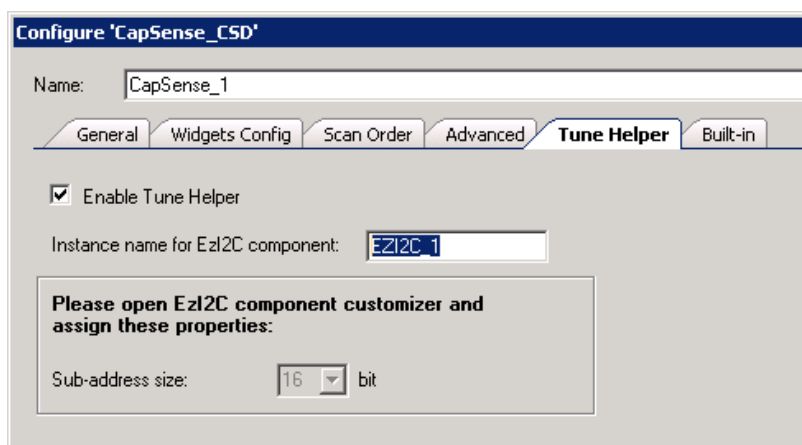 Configure 'CapSense_CSD'
Name: CapSense_1
General Widgets Config Scan Order Advanced Tune Helper Built-in
Enable Tune Helper
Instance name for EzI2C component: EZI2C_1
Please open EzI2C component customizer and
assign these properties:
Sub-address size: 16 bit